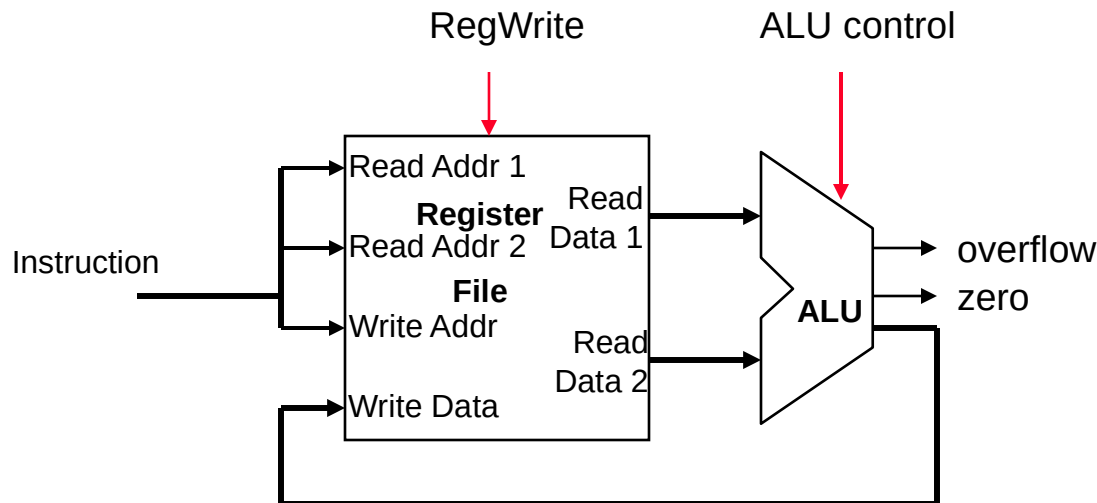 RegWrite
ALU control
Read Addr 1
Register
Read Addr 2
File
Write Addr
Write Data
Read
Data 1
Read
Data 2
Instruction
ALU
overflow
zero